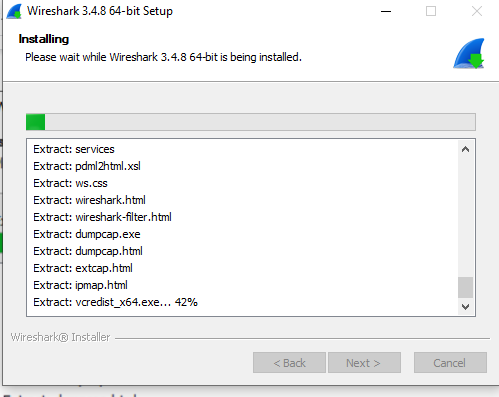 Wireshark 3.4.8 64-bit Setup
Installing
Please wait while Wireshark 3.4.8 64-bit is being installed.
Extract: services
Extract: pdml2html.xsl
Extract: ws.css
Extract: wireshark.html
Extract: wireshark-filter.html
Extract: dumpcap.exe
Extract: dumpcap.html
Extract: extcap.html
Extract: ipmap.html
Extract: vcredist_x64.exe... 42%
Wireshark® Installer
< Back
Next >
Cancel